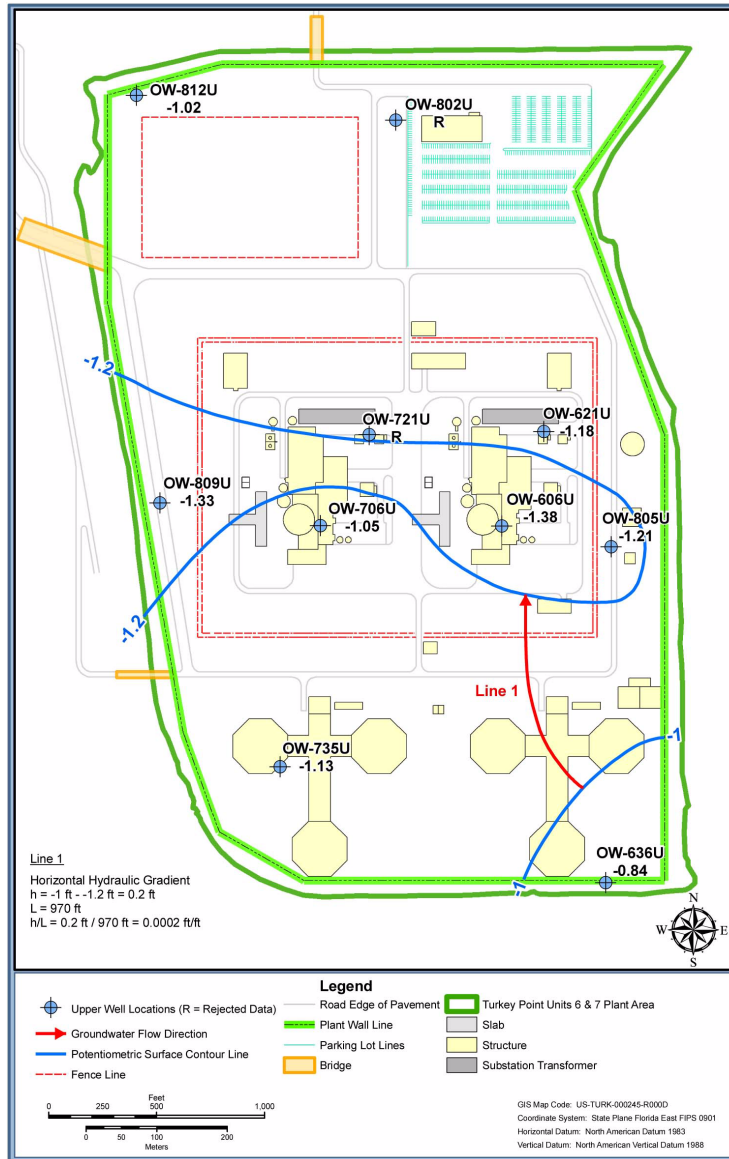 OW-812U
-1.02
OW-802U
R
-1.2
OW-721U
R
OW-621U
-1.18
OW-809U
-1.33
OW-706U
-1.05
OW-606U
-1.38
OW-805U
-1.21
-1.2
Line 1
-1
OW-735U
-1.13
OW-636U
-0.84
-1
Line 1
Horizontal Hydraulic Gradient
h = -1 ft - -1.2 ft = 0.2 ft
L = 970 ft
h/L = 0.2 ft / 970 ft = 0.0002 ft/ft
N
W E
S
Legend
Upper Well Locations (R = Rejected Data)
Groundwater Flow Direction
Potentiometric Surface Contour Line
Fence Line
Road Edge of Pavement
Plant Wall Line
Parking Lot Lines
Bridge
Turkey Point Units 6 & 7 Plant Area
Slab
Structure
Substation Transformer
Feet
0 250 500 1,000
0 50 100 200
Meters
GIS Map Code: US-TURK-000245-R000D
Coordinate System: State Plane Florida East FIPS 0901
Horizontal Datum: North American Datum 1983
Vertical Datum: North American Vertical Datum 1988